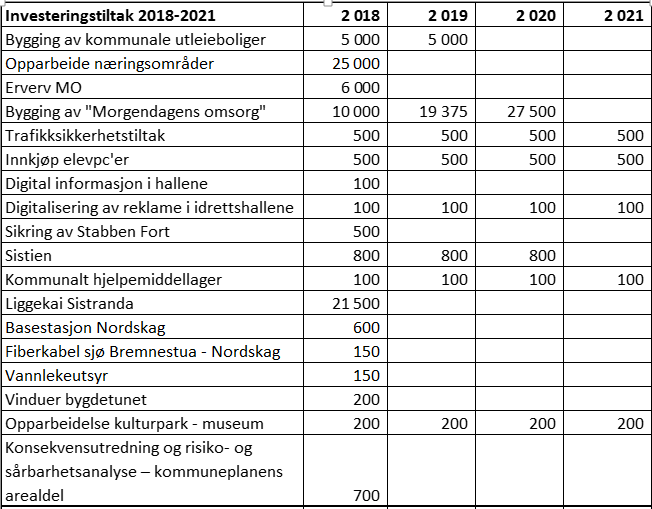 Investeringstiltak 2018-2021 2 018 2 019 2 020 2 021
Bygging av kommunale utleieboliger 5 000 5 000
Opparbeide næringsområder 25 000
Erverv MO 6 000
Bygging av "Morgendagens omsorg" 10 000 19 375 27 500
Trafikksikkerhetstiltak 500 500 500 500
Innkjøp elevpc'er 500 500 500 500
Digital informasjon i hallene 100
Digitalisering av reklame i idrettshallene 100 100 100 100
Sikring av Stabben Fort 500
Sistien 800 800 800
Kommunalt hjelpemiddellager 100 100 100 100
Liggekai Sistranda 21 500
Basestasjon Nordskag 600
Fiberkabel sjø Bremnestua - Nordskag 150
Vannlekeutsyr 150
Vinduer bygdetunet 200
Opparbeidelse kulturpark - museum 200 200 200 200
Konsekvensutredning og risiko- og
sårbarhetsanalyse – kommuneplanens
arealdel 700